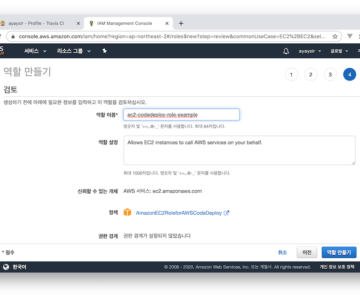 ayaysir – Profile – Travis CI
IAM Management Console
console.aws.amazon.com/iam/home?region=ap-northeast-2#/roles$new?step=review&commonUseCase=EC2%2BEC2&sel...
서비스
리소스 그룹
ayaysir
글로벌
역할 만들기
1 2 3 4
검토
생성하기 전에 아래에 필요한 정보를 입력하고 이 역할을 검토하십시오.
역할 이름*
ec2-codedeploy-role-example
영숫자 및 '+=,.@-_' 문자를 사용합니다. 최대 64자입니다.
역할 설명
Allows EC2 instances to call AWS services on your behalf.
최대 1000자입니다. 영숫자 및 '+=,.@-_' 문자를 사용합니다.
신뢰할 수 있는 개체 AWS 서비스: ec2.amazonaws.com
정책 AmazonEC2RoleforAWSCodeDeploy
권한 경계 권한 경계가 설정되지 않았습니다
* 필수
취소 이전 역할 만들기
한국어
© 2008 - 2020, Amazon Web Services, Inc. 또는 계열사. All rights reserved.
개인 정보 보호 정책